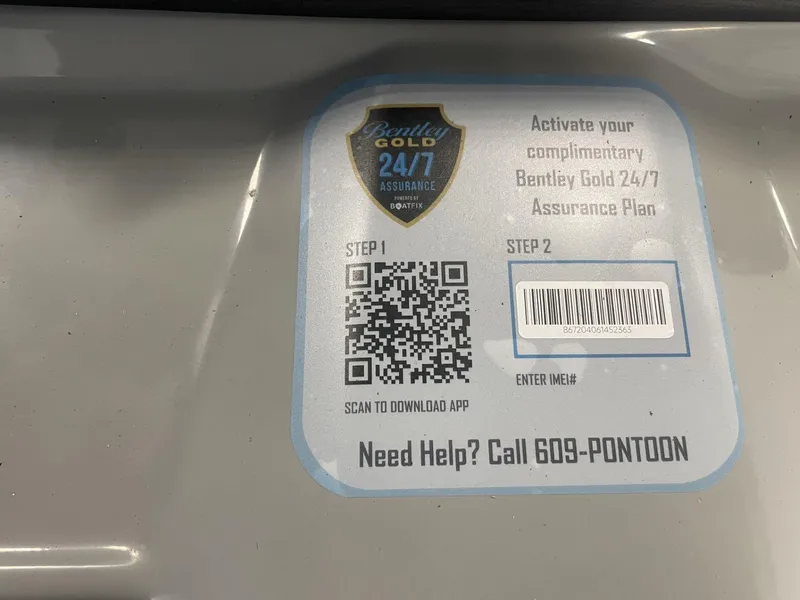 Bentley
GOLD
24/7
ASSURANCE
POWERED BY
BOATFIX
Activate your
complimentary
Bentley Gold 24/7
Assurance Plan
STEP 1
SCAN TO DOWNLOAD APP
STEP 2
867204061452363
ENTER IMEI#
Need Help? Call 609-PONTOON